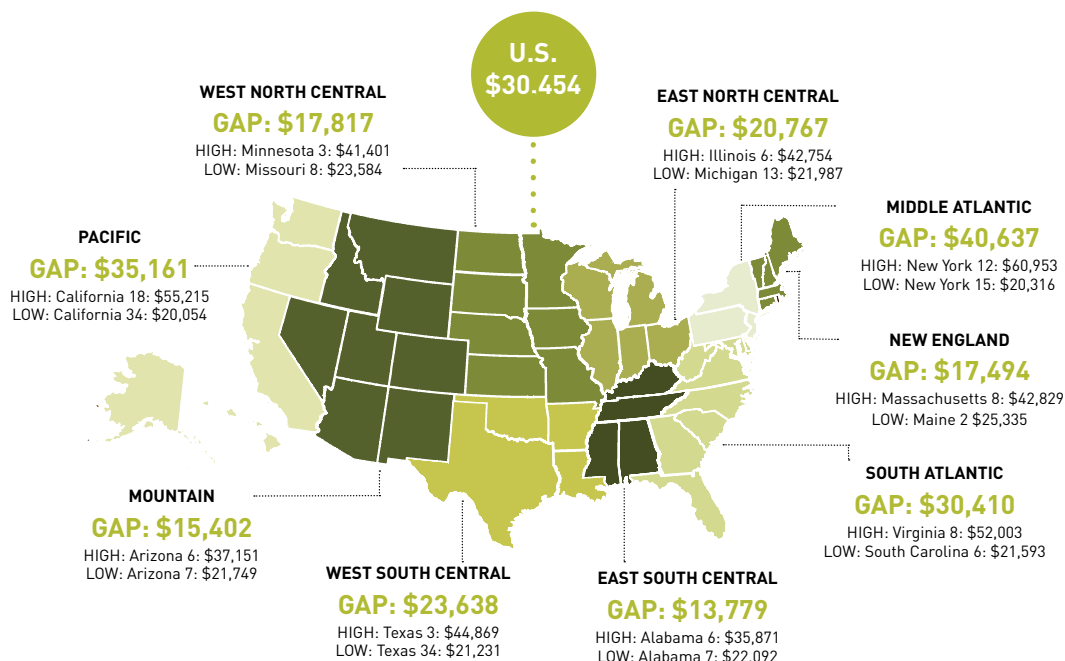 U.S.
$30.454
WEST NORTH CENTRAL
GAP: $17,817
HIGH: Minnesota 3: $41,401
LOW: Missouri 8: $23,584
EAST NORTH CENTRAL
GAP: $20,767
HIGH: Illinois 6: $42,754
LOW: Michigan 13: $21,987
MIDDLE ATLANTIC
GAP: $40,637
HIGH: New York 12: $60,953
LOW: New York 15: $20,316
PACIFIC
GAP: $35,161
HIGH: California 18: $55,215
LOW: California 34: $20,054
NEW ENGLAND
GAP: $17,494
HIGH: Massachusetts 8: $42,829
LOW: Maine 2 $25,335
SOUTH ATLANTIC
GAP: $30,410
HIGH: Virginia 8: $52,003
LOW: South Carolina 6: $21,593
MOUNTAIN
GAP: $15,402
HIGH: Arizona 6: $37,151
LOW: Arizona 7: $21,749
WEST SOUTH CENTRAL
GAP: $23,638
HIGH: Texas 3: $44,869
LOW: Texas 34: $21,231
EAST SOUTH CENTRAL
GAP: $13,779
HIGH: Alabama 6: $35,871
LOW: Alabama 7: $22,092